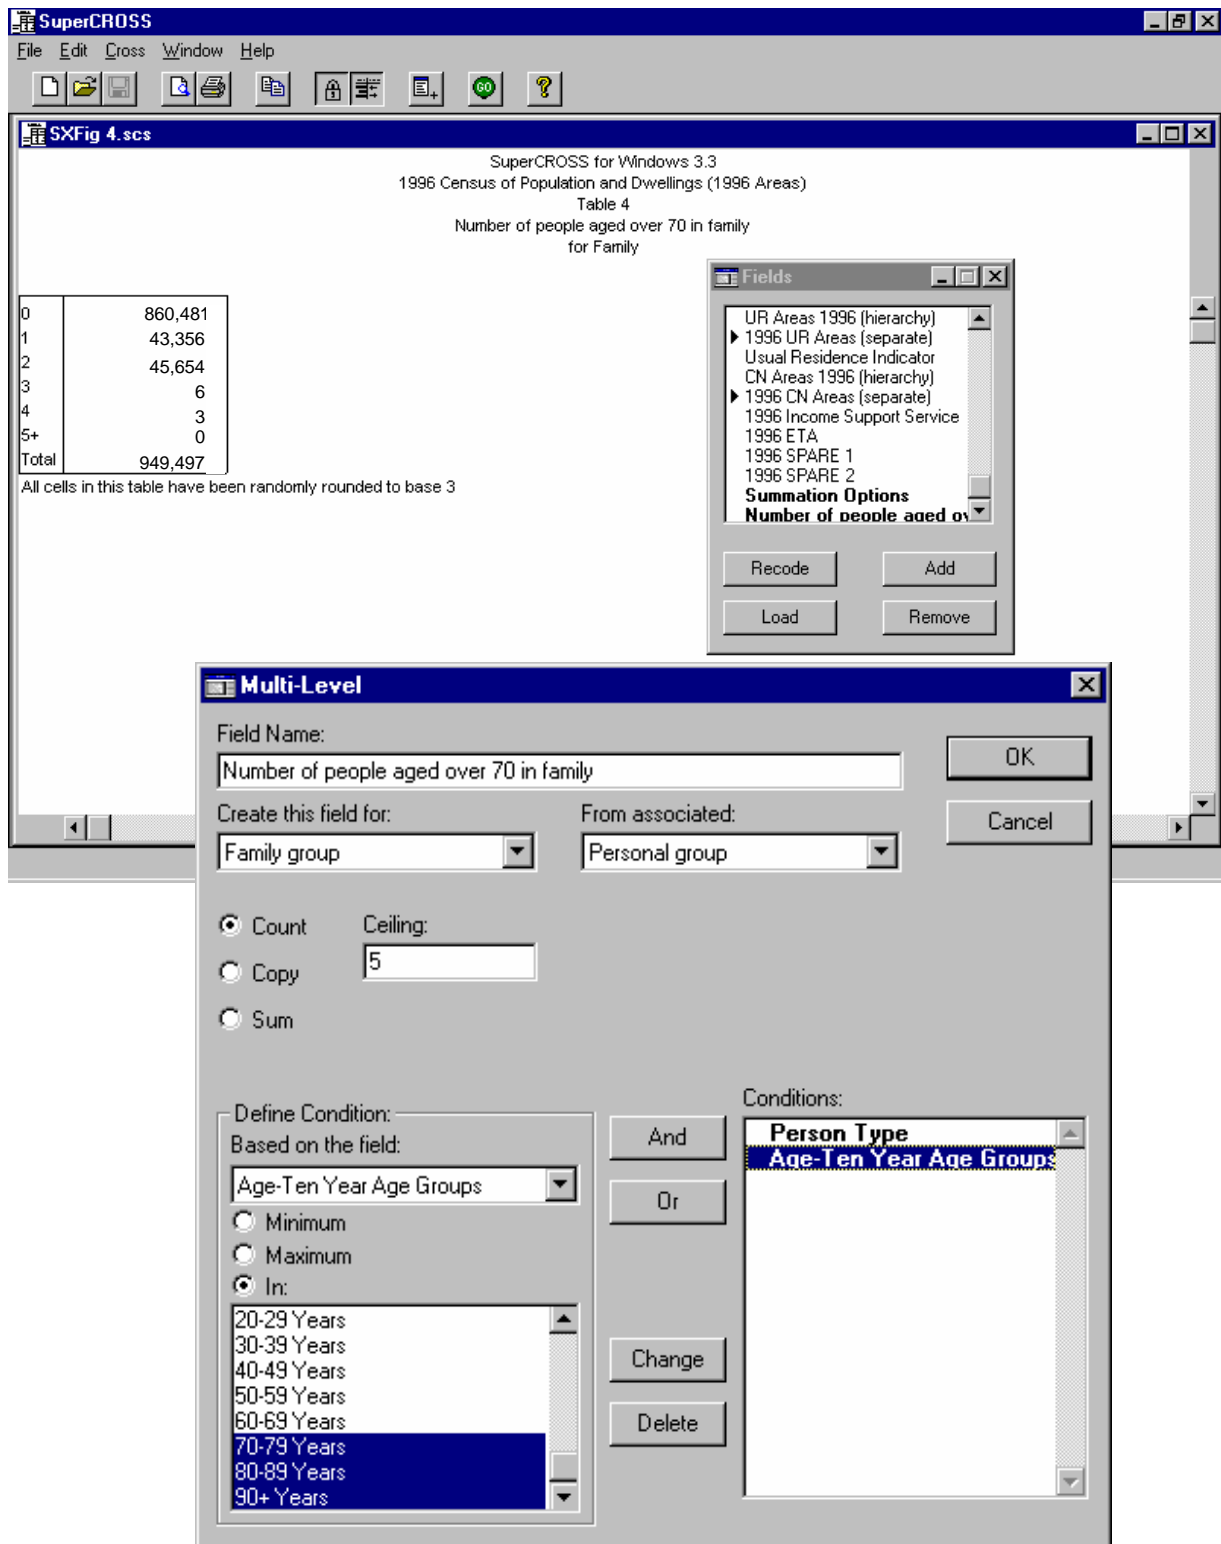 SuperCROSS
File Edit Cross Window Help
GO
SXFig 4.scs
SuperCROSS for Windows 3.3
1996 Census of Population and Dwellings (1996 Areas)
Table 4
Number of people aged over 70 in family
for Family
0 860,481
1 43,356
2 45,654
3 6
4 3
5+ 0
Total 949,497
All cells in this table have been randomly rounded to base 3
Fields
UR Areas 1996 (hierarchy)
1996 UR Areas (separate)
Usual Residence Indicator
CN Areas 1996 (hierarchy)
1996 CN Areas (separate)
1996 Income Support Service
1996 ETA
1996 SPARE 1
1996 SPARE 2
Summation Options
Number of people aged ov
Recode Add
Load Remove
Multi-Level
Field Name:
Number of people aged over 70 in family
OK
Create this field for: From associated:
Cancel
Family group Personal group
Count Ceiling:
5
Copy
Sum
Define Condition:
Based on the field:
Age-Ten Year Age Groups
Minimum
Maximum
In:
20-29 Years
30-39 Years
40-49 Years
50-59 Years
60-69 Years
70-79 Years
80-89 Years
90+ Years
And
Or
Change
Delete
Conditions:
Person Type
Age-Ten Year Age Groups